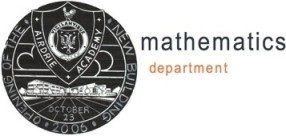 OPENING OF THE NEW BUILDING
AIRDRIE ACADEMY
OCTOBER
23
2006
mathematics
department